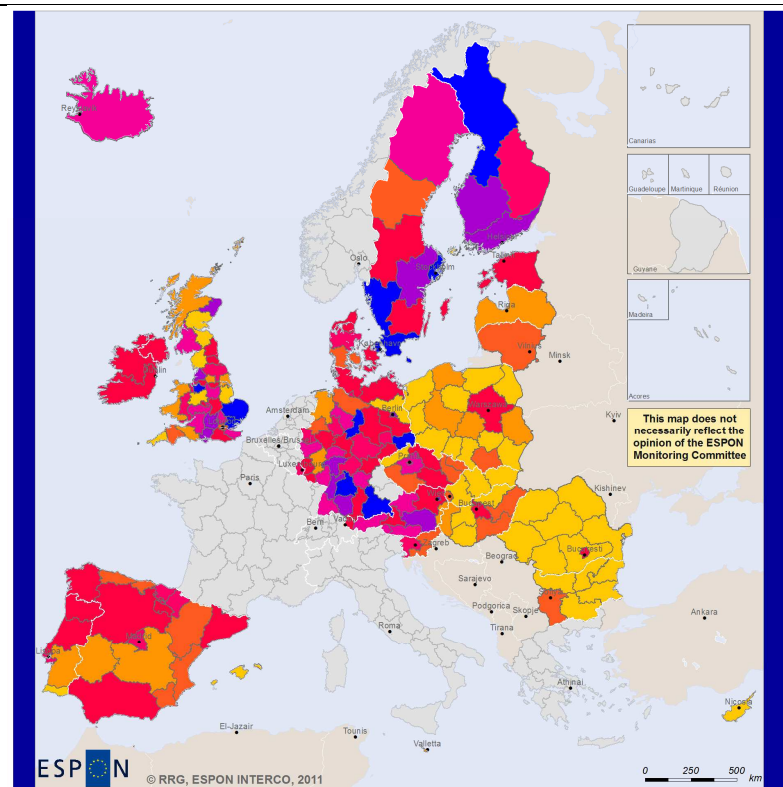 Reykjavik
Canarias
Guadeloupe
Martinique
Réunion
Guyane
Madeira
Acores
This map does not
necessarily reflect the
opinion of the ESPON
Monitoring Committee
Oslo
Helsinki
Tallinn
Stockholm
Riga
København
Vilnius
Minsk
Dublin
Amsterdam
Berlin
Warszawa
Kyiv
Bruxelles/Brussel
Luxembourg
Praha
Paris
Kishinev
Budapest
Bern
Vaduz
Zagreb
Beograd
Bucuresti
Sarajevo
Sofiya
Podgorica
Skopje
Ankara
Roma
Tirana
Madrid
Lisboa
Athinai
Nicosia
El-Jazair
Tounis
Valletta
ESPON
© RRG, ESPON INTERCO, 2011
0 250 500
km